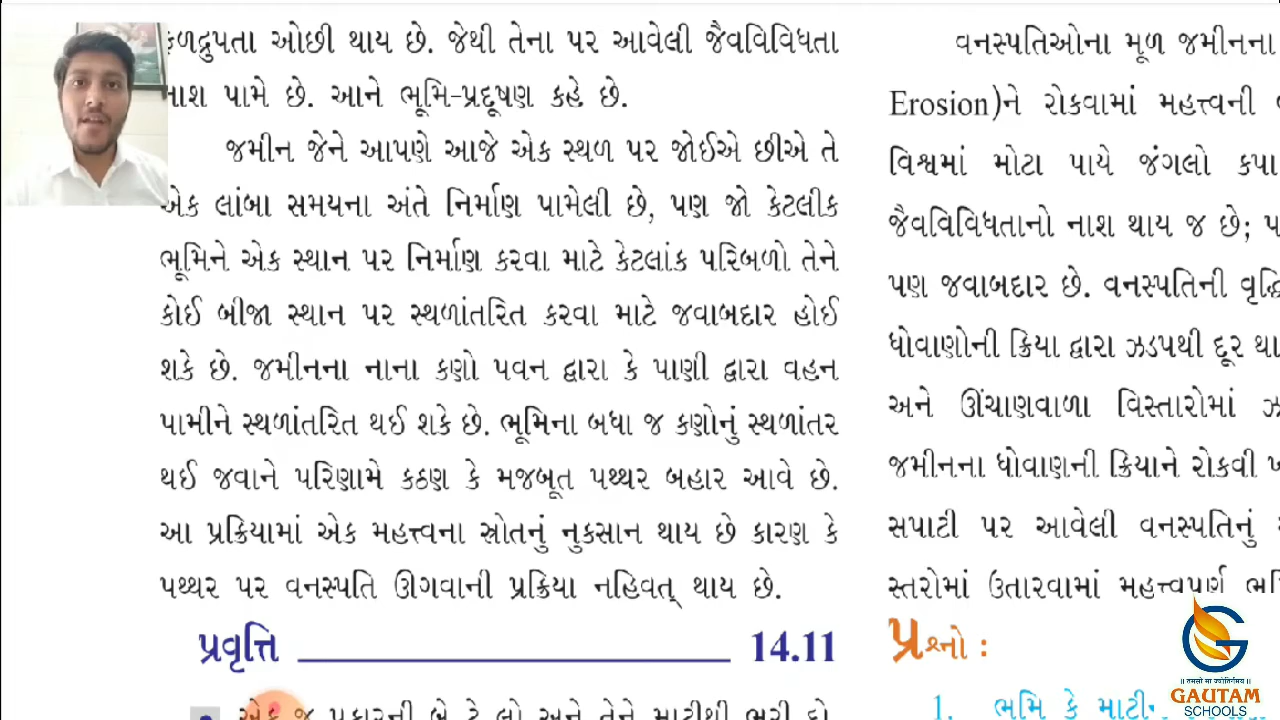 ઓછી થાય છે. જેથી તેના પર આવેલી જૈવવિવિધતા
પામે છે. આને ભૂમિ-પ્રદૂષણ કહે છે.
જમીન જેને આપણે આજે એક સ્થળ પર જોઈએ છીએ તે
એક લાંબા સમયના અંતે નિર્માણ પામેલી છે, પણ જો કેટલીક
ભૂમિને એક સ્થાન પર નિર્માણ કરવા માટે કેટલાંક પરિબળો તેને
કોઈ બીજા સ્થાન પર સ્થળાંતરિત કરવા માટે જવાબદાર હોઈ
શકે છે. જમીનના નાના કણો પવન દ્વારા કે પાણી દ્વારા વહન
પામીને સ્થળાંતરિત થઈ શકે છે. ભૂમિના બધા જ કણોનું સ્થળાંતર
થઈ જવાને પરિણામે કઠણ કે મજબૂત પથ્થર બહાર આવે છે.
આ પ્રક્રિયામાં એક મહત્ત્વના સ્રોતનું નુકસાન થાય છે કારણ કે
પથ્થર પર વનસ્પતિ ઊગવાની પ્રક્રિયા નહિવત્ થાય છે.
પ્રવૃત્તિ 14.11
વનસ્પતિઓના મૂળ જમીનના
Erosion)ને રોકવામાં મહત્ત્વની
વિશ્વમાં મોટા પાયે જંગલો
જૈવવિવિધતાનો નાશ થાય જ છે;
પણ જવાબદાર છે. વનસ્પતિની
ધોવાણોની ક્રિયા દ્વારા ઝડપથી દૂર
અને ઊંચાણવાળા વિસ્તારોમાં
જમીનના ધોવાણની ક્રિયાને રોકવી
સપાટી પર આવેલી વનસ્પતિનું
સ્તરોમાં ઉતારવામાં મહત્ત્વપૂર્ણ
પ્રશ્નો :
1. ભૂમિ કે
|| તમસો મા જ્યોતિર્ગમય ||
GAUTAM
SCHOOLS